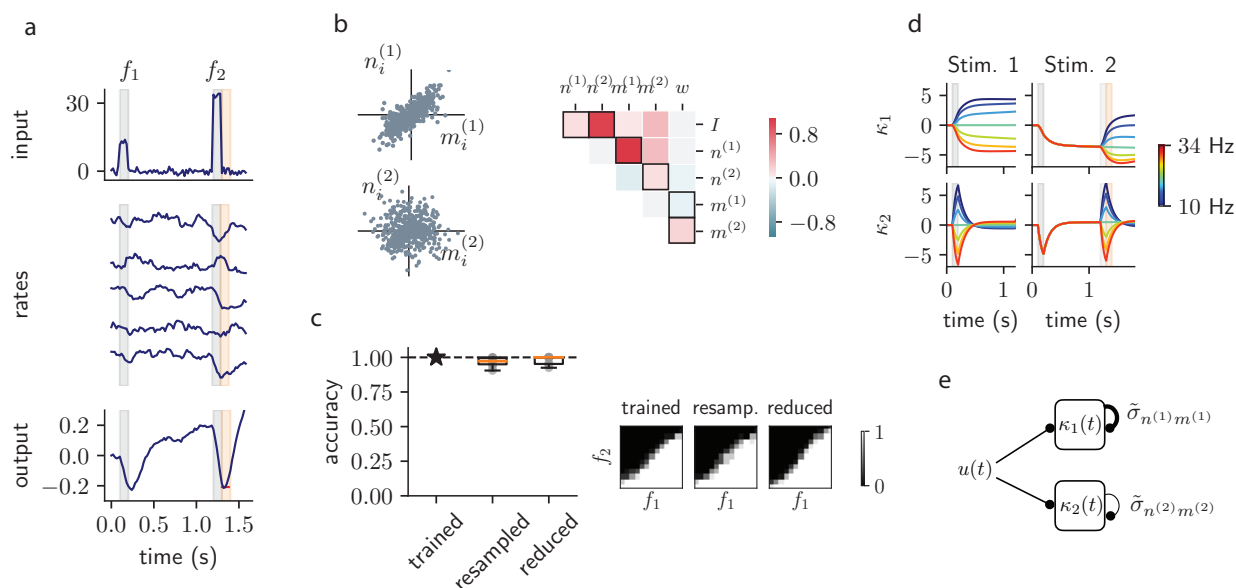 a
f₁ f₂
30
0
input
rates
0.2
0.0
−0.2
output
0.0 0.5 1.0 1.5
time (s)
b
nᵢ⁽¹⁾
mᵢ⁽¹⁾
nᵢ⁽²⁾
mᵢ⁽²⁾
n⁽¹⁾ n⁽²⁾ m⁽¹⁾ m⁽²⁾ w
I
n⁽¹⁾
n⁽²⁾
m⁽¹⁾
m⁽²⁾
0.8
0.0
−0.8
c
1.00
0.75
0.50
0.25
0.00
accuracy
trained
resampled
reduced
trained resamp. reduced
f₂
f₁ f₁
1
0
d
Stim. 1 Stim. 2
5
0
−5
κ₁
5
0
−5
κ₂
0 1 0 1
time (s) time (s)
34 Hz
10 Hz
e
u(t)
κ₁(t)
σ̃ₙ₍₁₎ₘ₍₁₎
κ₂(t)
σ̃ₙ₍₂₎ₘ₍₂₎